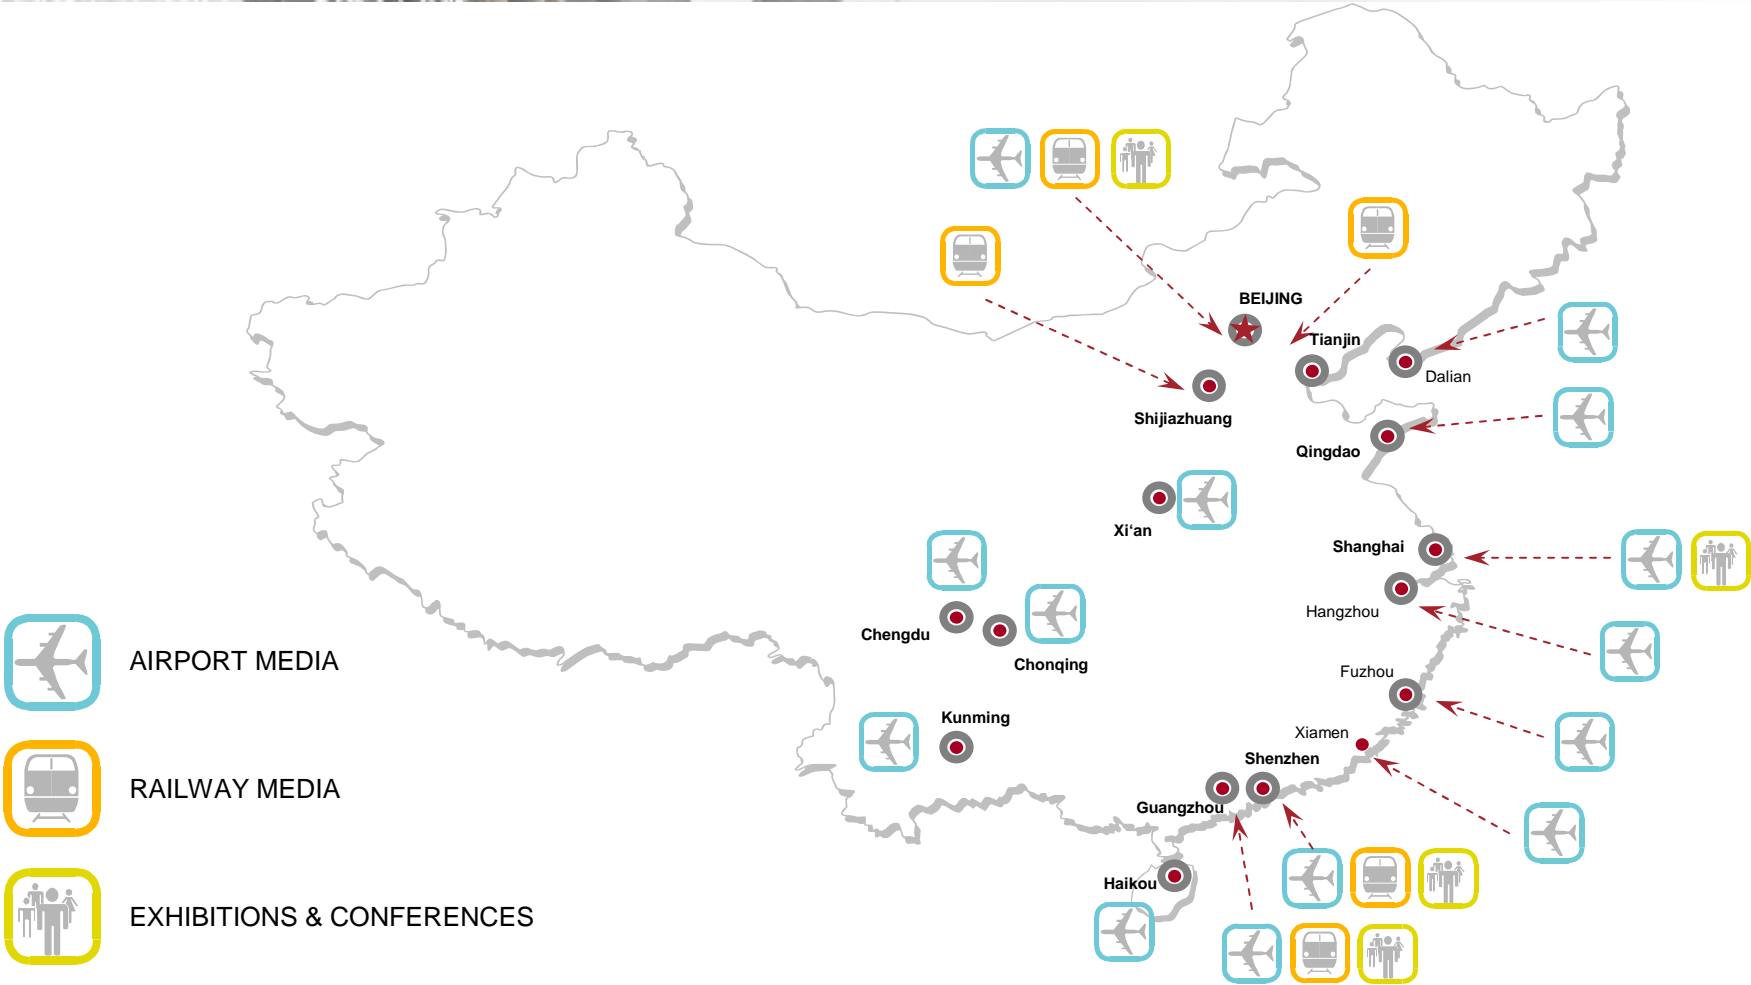 BEIJING
Tianjin
Dalian
Shijiazhuang
Qingdao
Xi‘an
Shanghai
Hangzhou
Chengdu
Chonqing
AIRPORT MEDIA
Fuzhou
Kunming
Xiamen
Shenzhen
RAILWAY MEDIA
Guangzhou
Haikou
EXHIBITIONS & CONFERENCES